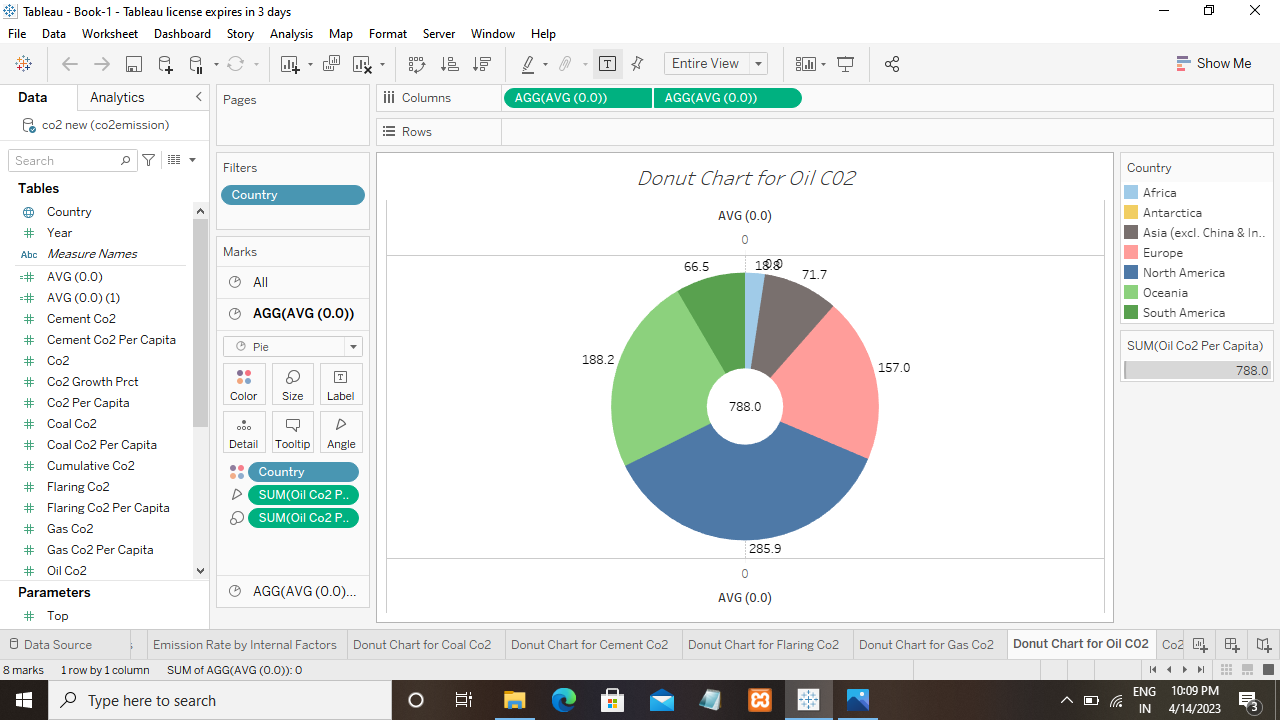 Tableau - Book-1 - Tableau license expires in 3 days
File Data Worksheet Dashboard Story Analysis Map Format Server Window Help
Entire View
Show Me
Data Analytics
co2 new (co2emission)
Search
Tables
Country
Year
Abc Measure Names
AVG (0.0)
AVG (0.0) (1)
Cement Co2
Cement Co2 Per Capita
Co2
Co2 Growth Prct
Co2 Per Capita
Coal Co2
Coal Co2 Per Capita
Cumulative Co2
Flaring Co2
Flaring Co2 Per Capita
Gas Co2
Gas Co2 Per Capita
Oil Co2
Parameters
Top
Pages
Filters
Country
Marks
All
AGG(AVG (0.0))
Pie
Color Size Label
Detail Tooltip Angle
Country
SUM(Oil Co2 P..
SUM(Oil Co2 P..
AGG(AVG (0.0)...
Columns AGG(AVG (0.0)) AGG(AVG (0.0))
Rows
Donut Chart for Oil C02
AVG (0.0)
0
18.8
0.0
66.5
71.7
188.2
157.0
788.0
285.9
0
AVG (0.0)
Country
Africa
Antarctica
Asia (excl. China & In..
Europe
North America
Oceania
South America
SUM(Oil Co2 Per Capita)
788.0
Data Source Emission Rate by Internal Factors Donut Chart for Coal Co2 Donut Chart for Cement Co2 Donut Chart for Flaring Co2 Donut Chart for Gas Co2 Donut Chart for Oil C02 Co2
8 marks 1 row by 1 column SUM of AGG(AVG (0.0)): 0
Type here to search
ENG
IN
10:09 PM
4/14/2023
3